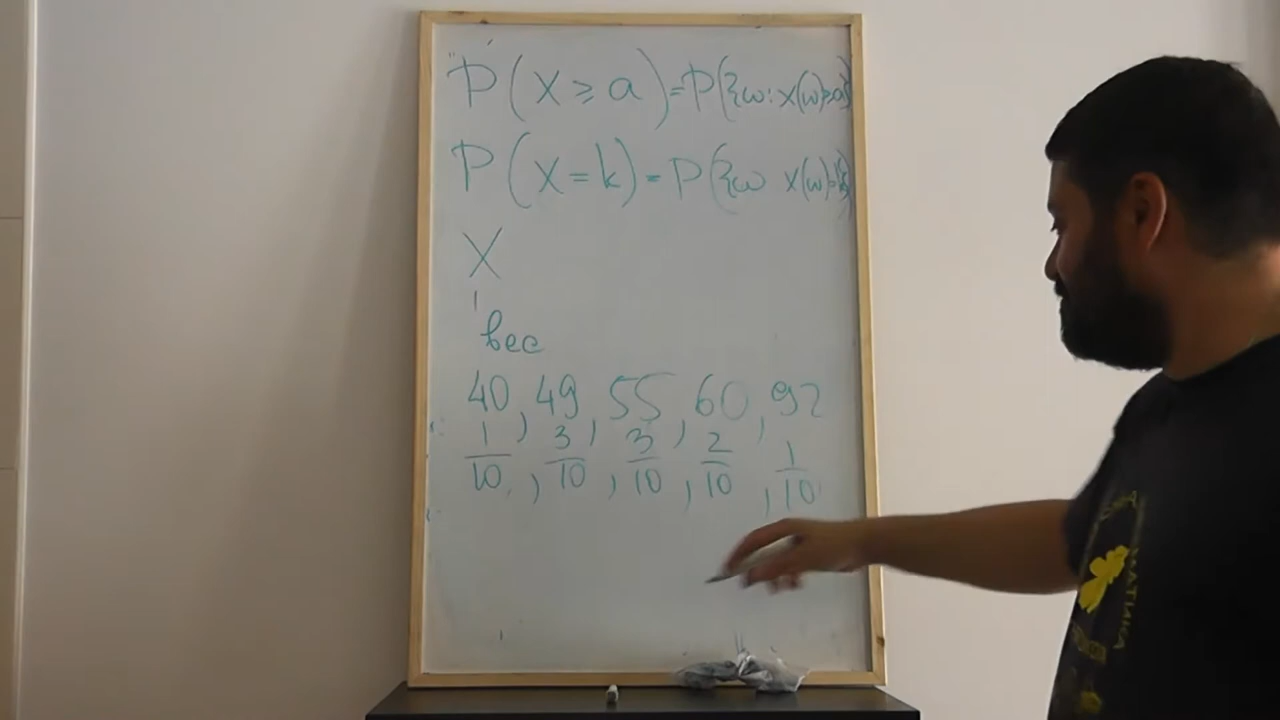 P(X ≥ a) = P({ω: X(ω) ≥ a})
P(X = k) = P({ω X(ω) = k})
X
вес
40, 49, 55, 60, 92
1/10, 3/10, 3/10, 2/10, 1/10